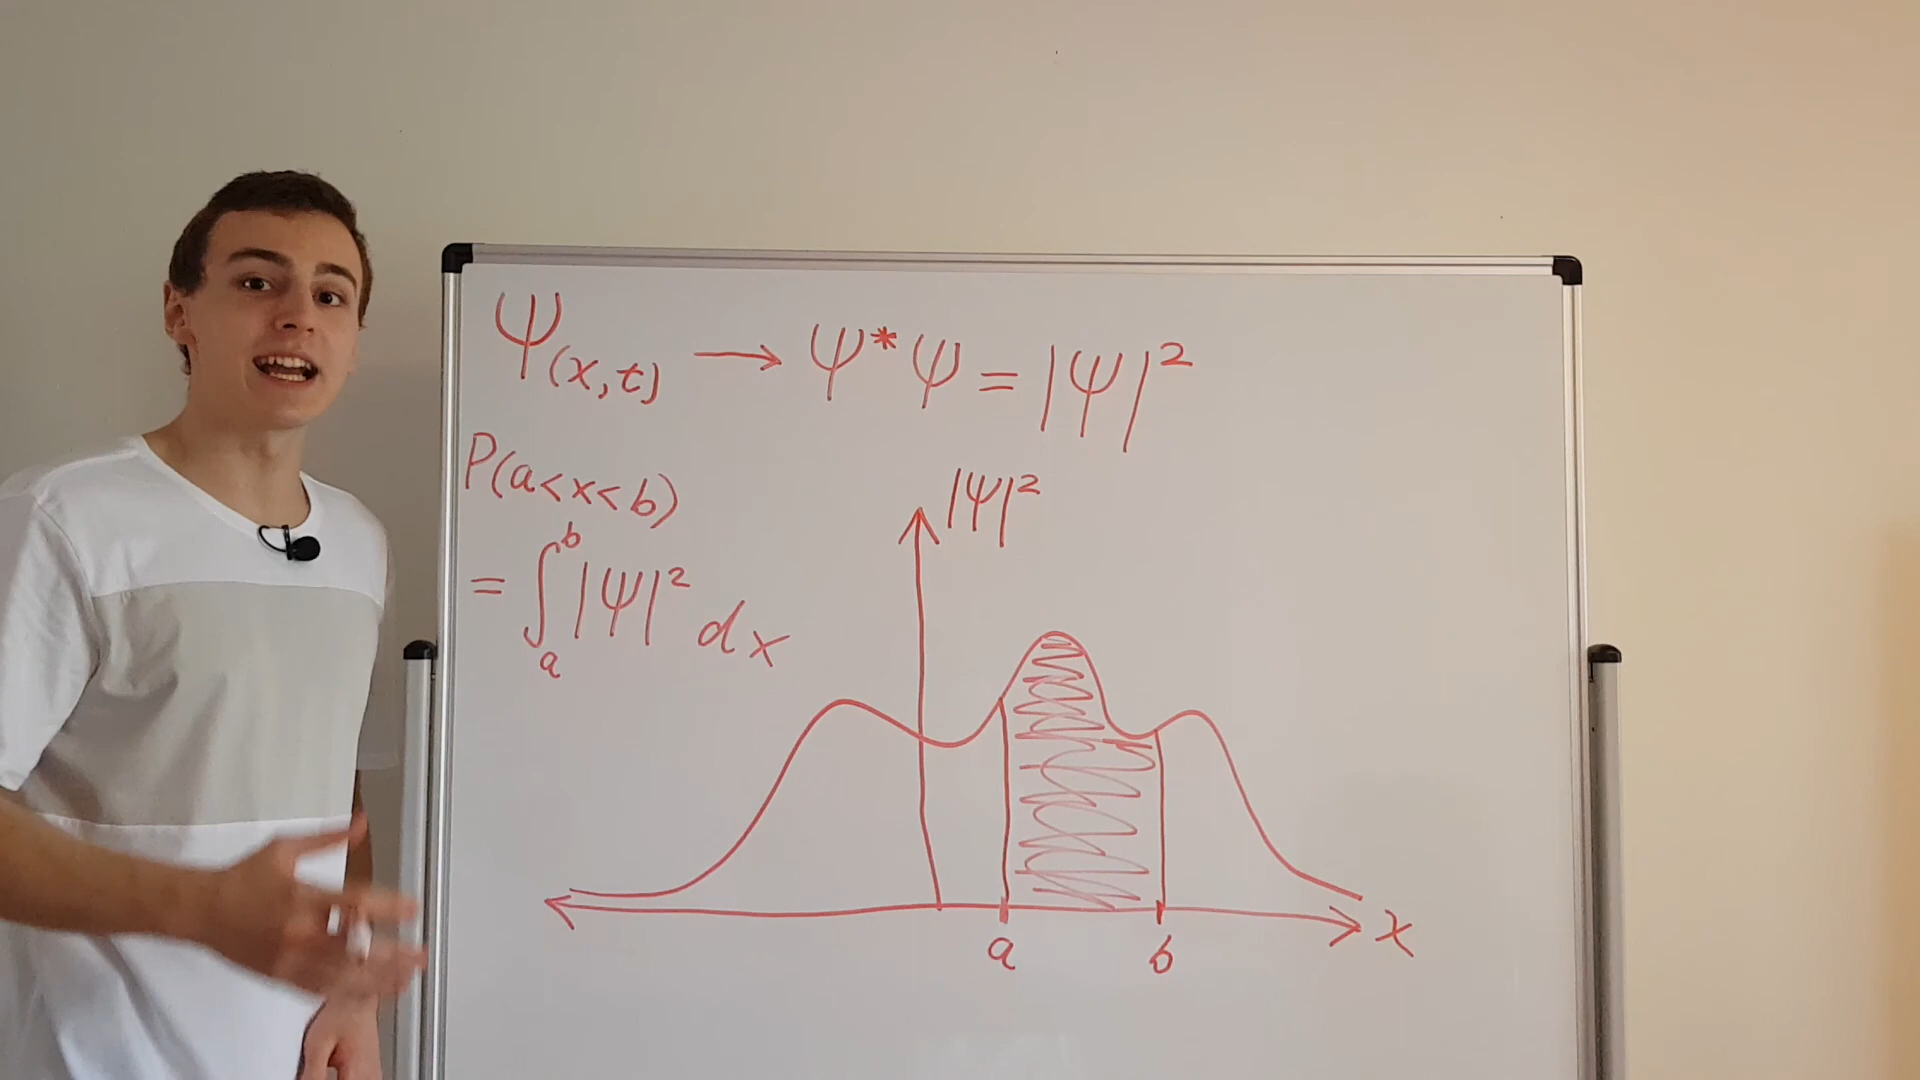 Ψ(x,t) → Ψ*Ψ = |Ψ|²
P(a<x<b)
= ∫ₐᵇ |Ψ|² dx
|Ψ|²
x
a b